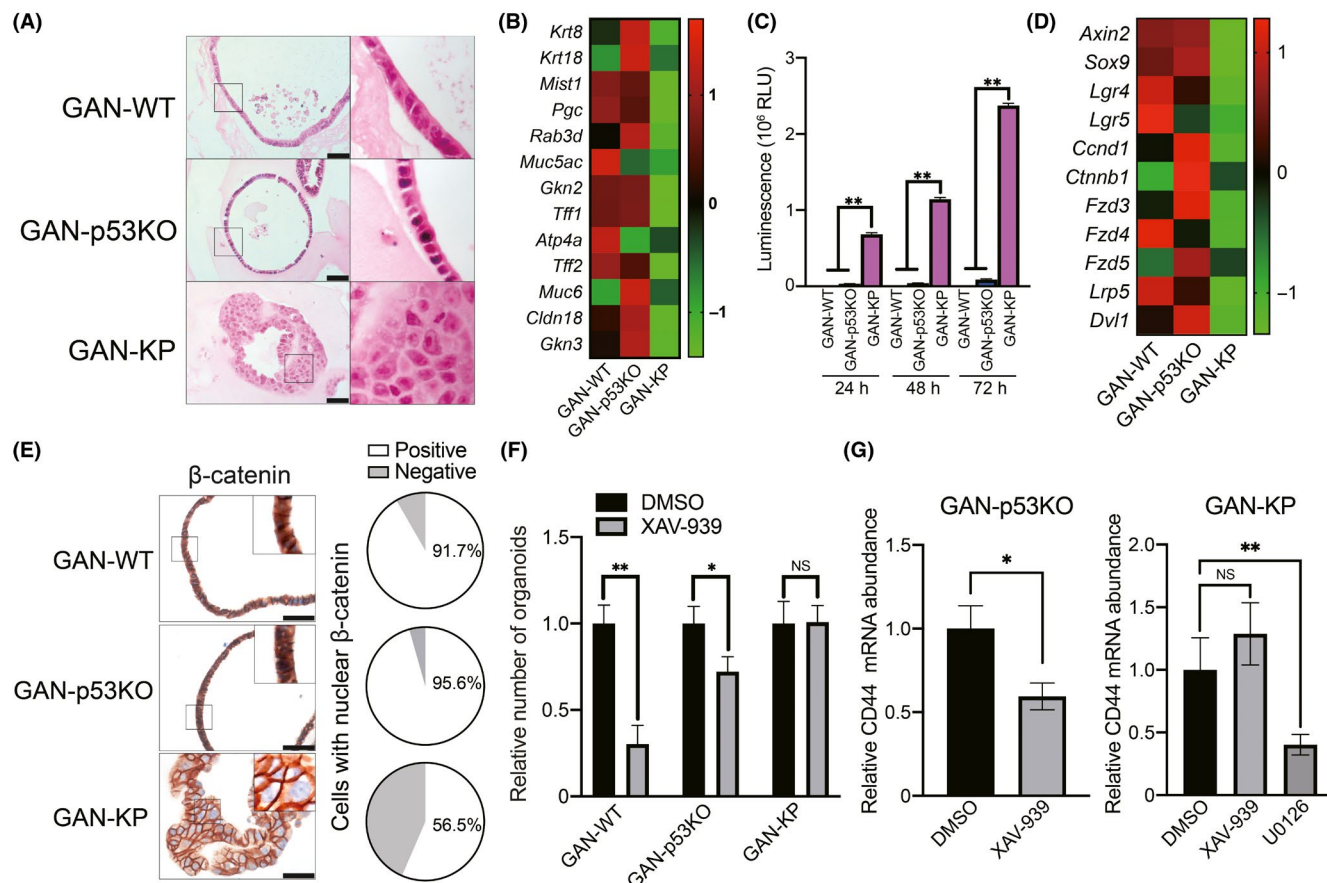 (A)
GAN-WT
GAN-p53KO
GAN-KP
(B)
Krt8
Krt18
Mist1
Pgc
Rab3d
Muc5ac
Gkn2
Tff1
Atp4a
Tff2
Muc6
Cldn18
Gkn3
1
0
−1
GAN-WT
GAN-p53KO
GAN-KP
(C)
Luminescence (10⁶ RLU)
3
2
1
0
**
**
**
GAN-WT
GAN-p53KO
GAN-KP
GAN-WT
GAN-p53KO
GAN-KP
GAN-WT
GAN-p53KO
GAN-KP
24 h
48 h
72 h
(D)
Axin2
Sox9
Lgr4
Lgr5
Ccnd1
Ctnnb1
Fzd3
Fzd4
Fzd5
Lrp5
Dvl1
1
0
−1
GAN-WT
GAN-p53KO
GAN-KP
(E)
β-catenin
GAN-WT
GAN-p53KO
GAN-KP
Positive
Negative
Cells with nuclear β-catenin
91.7%
95.6%
56.5%
(F)
DMSO
XAV-939
Relative number of organoids
1.5
1.0
0.5
0.0
**
*
NS
GAN-WT
GAN-p53KO
GAN-KP
(G)
GAN-p53KO
Relative CD44 mRNA abundance
1.5
1.0
0.5
0.0
*
DMSO
XAV-939
GAN-KP
Relative CD44 mRNA abundance
2.0
1.5
1.0
0.5
0.0
**
NS
DMSO
XAV-939
U0126